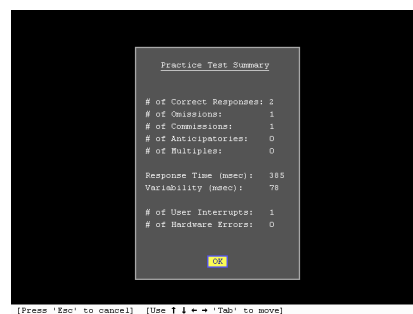 Practice Test Summary
# of Correct Responses: 2
# of Omissions: 1
# of Commissions: 1
# of Anticipatories: 0
# of Multiples: 0
Response Time (msec): 385
Variability (msec): 78
# of User Interrupts: 1
# of Hardware Errors: 0
OK
[Press 'Esc' to cancel] [Use ↑ ↓ ← → 'Tab' to move]